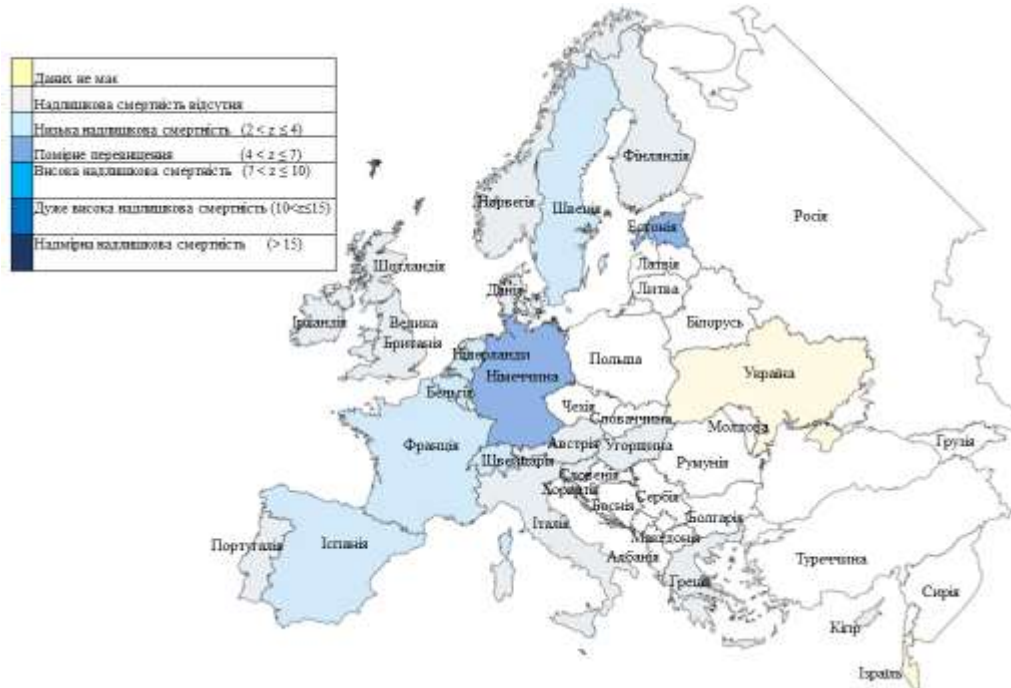 Даних не має
Надлишкова смертність відсутня
Низька надлишкова смертність (2 < z ≤ 4)
Помірне перевищення (4 < z ≤ 7)
Висока надлишкова смертність (7 < z ≤ 10)
Дуже висока надлишкова смертність (10<z≤15)
Надмірна надлишкова смертність (> 15)
Фінляндія
Норвегія
Швеція
Росія
Естонія
Латвія
Литва
Шотландія
Данія
Білорусь
Ірландія
Велика
Британія
Нідерланди
Польша
Україна
Німеччина
Бельгія
Чехія
Словаччина
Молдова
Франція
Австрія
Угорщина
Грузія
Швейцарія
Румунія
Словенія
Хорватія
Сербія
Боснія
Болгарія
Італія
Македонія
Португалія
Іспанія
Албанія
Туреччина
Греція
Сирія
Кіпр
Ізраїль